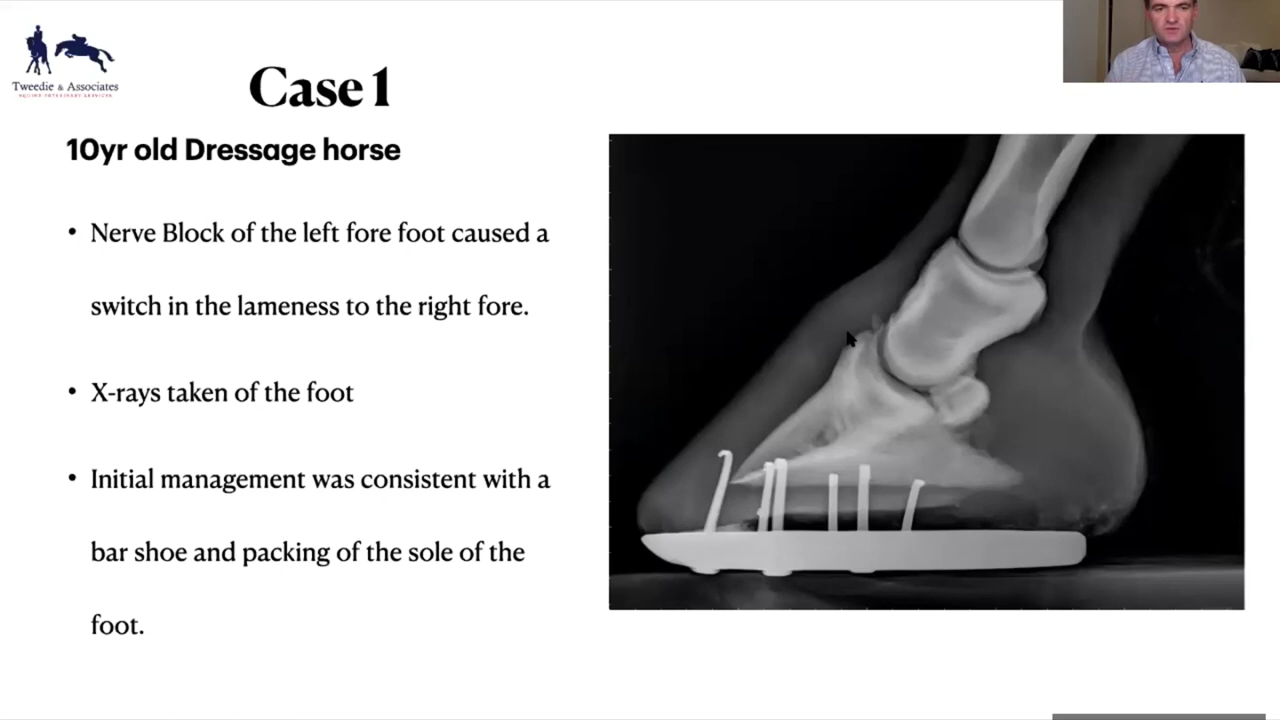 Tweedie & Associates
EQUINE VETERINARY SERVICES
Case 1
10yr old Dressage horse
• Nerve Block of the left fore foot caused a
switch in the lameness to the right fore.
• X-rays taken of the foot
• Initial management was consistent with a
bar shoe and packing of the sole of the
foot.